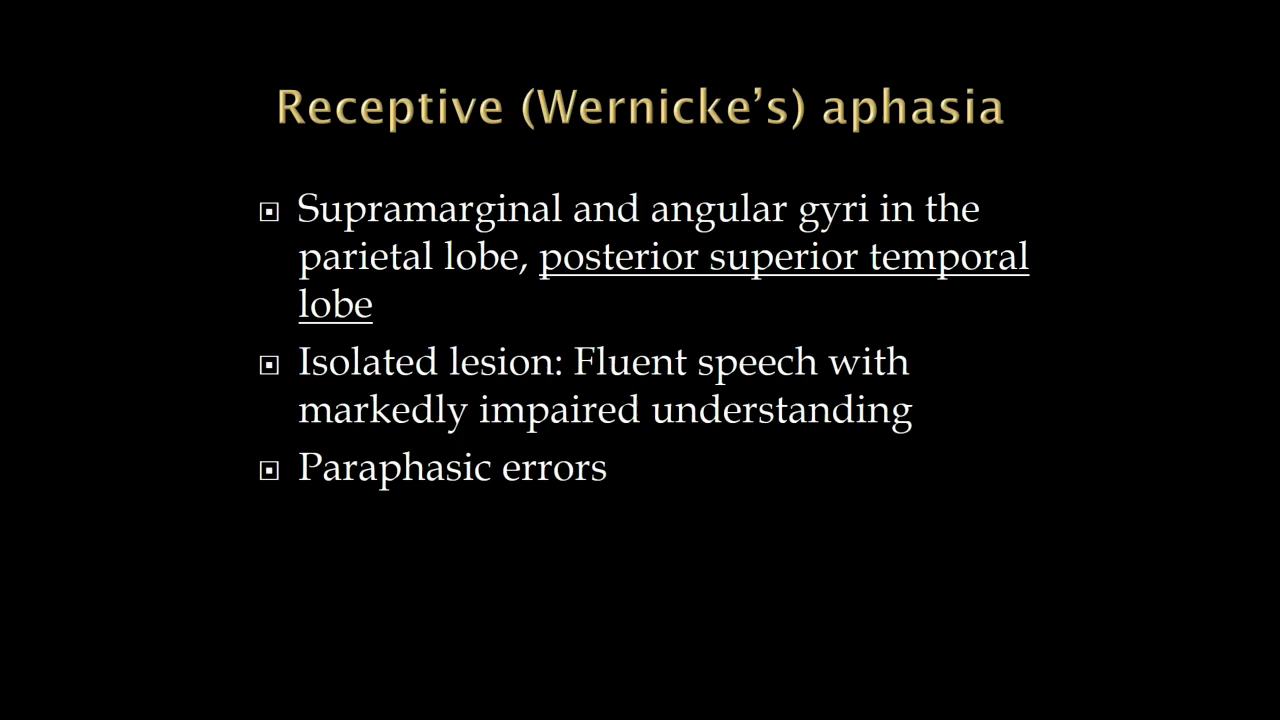 Receptive (Wernicke’s) aphasia
Supramarginal and angular gyri in the
parietal lobe, posterior superior temporal
lobe
Isolated lesion: Fluent speech with
markedly impaired understanding
Paraphasic errors